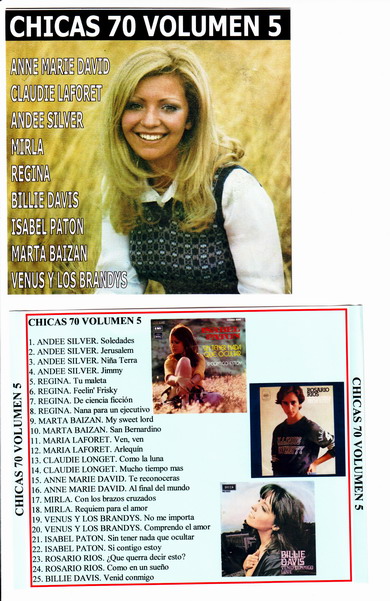 CHICAS 70 VOLUMEN 5
ANNE MARIE DAVID
CLAUDIE LAFORET
ANDEE SILVER
MIRLA
REGINA
BILLIE DAVIS
ISABEL PATON
MARTA BAIZAN
VENUS Y LOS BRANDYS
CHICAS 70 VOLUMEN 5
CHICAS 70 VOLUMEN 5
1. ANDEE SILVER. Soledades
2. ANDEE SILVER. Jerusalem
3. ANDEE SILVER. Niña Terra
4. ANDEE SILVER. Jimmy
5. REGINA. Tu maleta
6. REGINA. Feelin' Frisky
7. REGINA. De ciencia ficción
8. REGINA. Nana para un ejecutivo
9. MARTA BAIZAN. My sweet lord
10. MARTA BAIZAN. San Bernardino
11. MARIA LAFORET. Ven, ven
12. MARIA LAFORET. Arlequín
13. CLAUDIE LONGET. Como la luna
14. CLAUDIE LONGET. Mucho tiempo mas
15. ANNE MARIE DAVID. Te reconoceras
16. ANNE MARIE DAVID. Al final del mundo
17. MIRLA. Con los brazos cruzados
18. MIRLA. Requiem para el amor
19. VENUS Y LOS BRANDYS. No me importa
20. VENUS Y LOS BRANDYS. Comprendo el amor
21. ISABEL PATON. Sin tener nada que ocultar
22. ISABEL PATON. Si contigo estoy
23. ROSARIO RIOS. ¿Que querra decir esto?
24. ROSARIO RIOS. Como en un sueño
25. BILLIE DAVIS. Venid conmigo
QUE OCULTAR
ROSARIO
RIOS
BILLIE
DAVIS
CHICAS 70 VOLUMEN 5